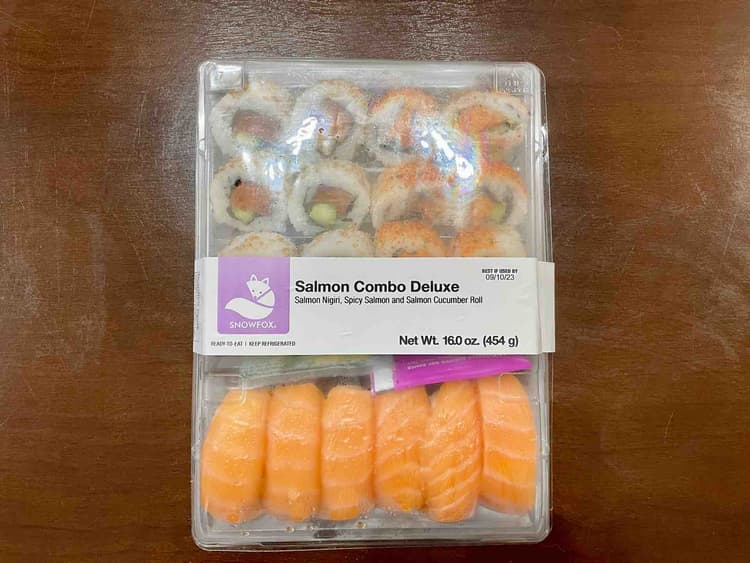 BEST IF USED BY
09/10/23
Salmon Combo Deluxe
Salmon Nigiri, Spicy Salmon and Salmon Cucumber Roll
SNOWFOX
READY-TO-EAT | KEEP REFRIGERATED
Net Wt. 16.0 oz. (454 g)